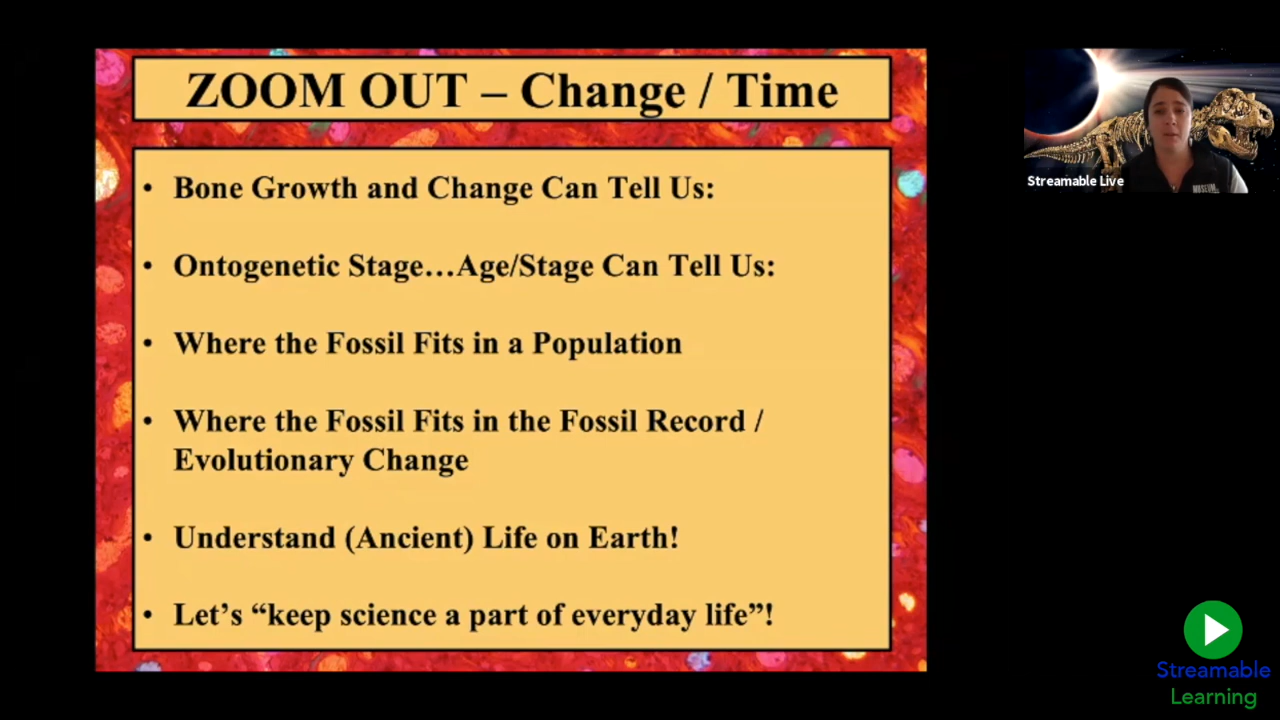 ZOOM OUT – Change / Time
• Bone Growth and Change Can Tell Us:
• Ontogenetic Stage…Age/Stage Can Tell Us:
• Where the Fossil Fits in a Population
• Where the Fossil Fits in the Fossil Record /
Evolutionary Change
• Understand (Ancient) Life on Earth!
• Let’s “keep science a part of everyday life”!
Streamable Live
MUSEUM
Streamable
Learning